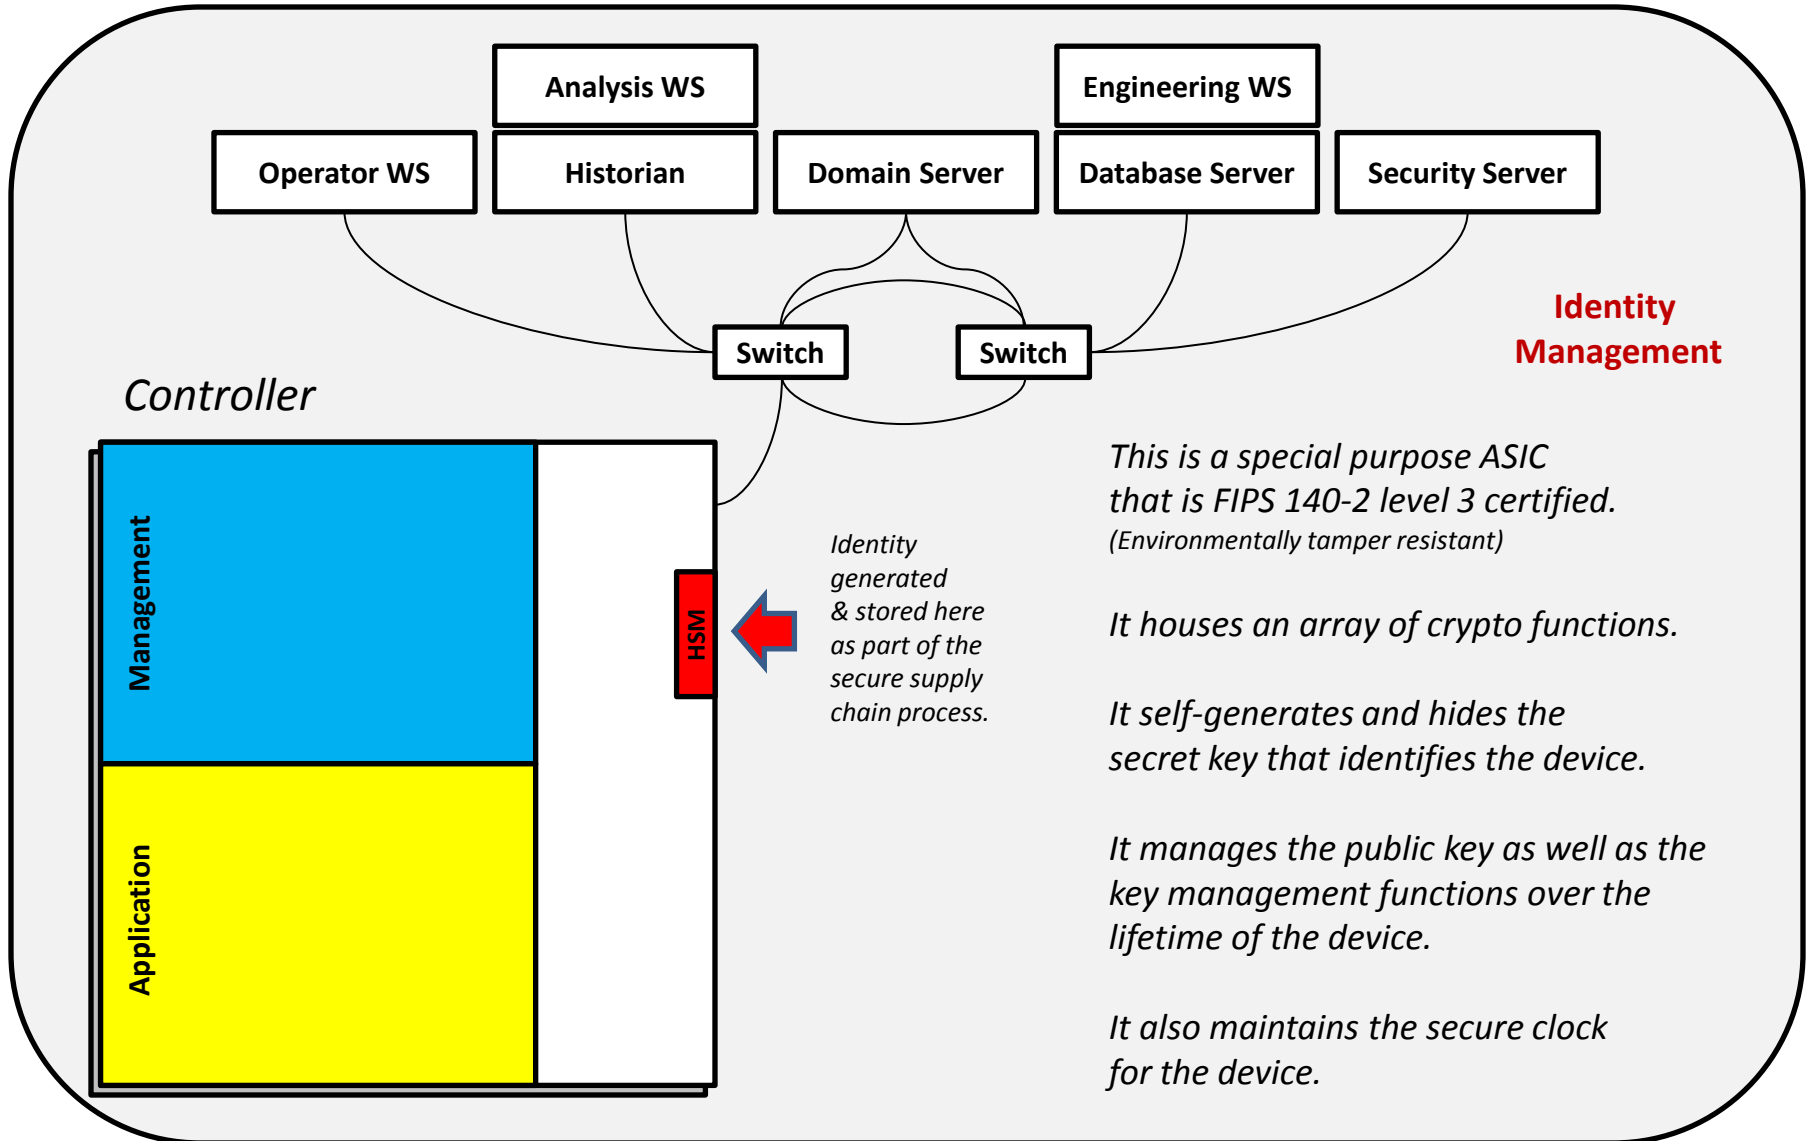 Analysis WS
Engineering WS
Operator WS
Historian
Domain Server
Database Server
Security Server
Identity
Management
Switch
Switch
Controller
Management
Application
HSM
Identity
generated
& stored here
as part of the
secure supply
chain process.
This is a special purpose ASIC
that is FIPS 140-2 level 3 certified.
(Environmentally tamper resistant)
It houses an array of crypto functions.
It self-generates and hides the
secret key that identifies the device.
It manages the public key as well as the
key management functions over the
lifetime of the device.
It also maintains the secure clock
for the device.